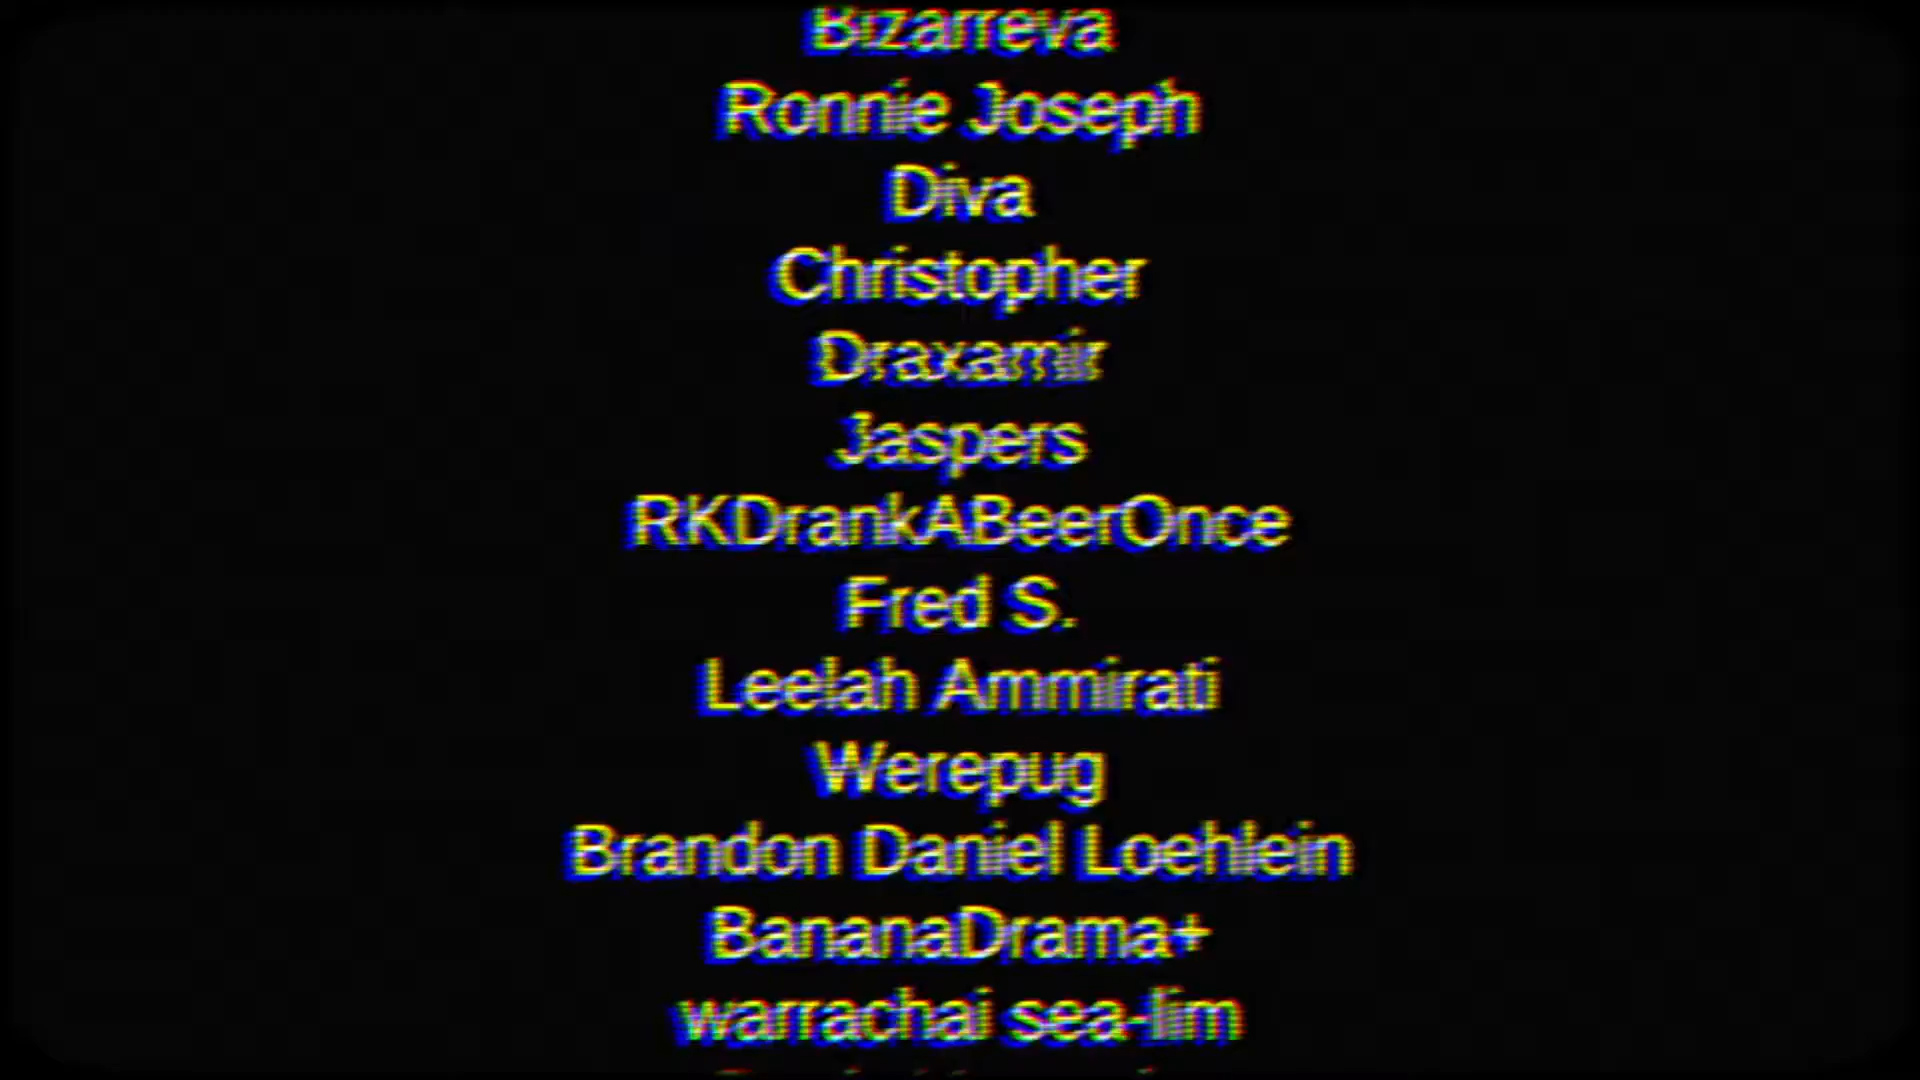 Bizarreva
Ronnie Joseph
Diva
Christopher
Draxamir
Jaspers
RKDrankABeerOnce
Fred S.
Leelah Ammirati
Werepug
Brandon Daniel Loehlein
BananaDrama+
warrachai sea-lim